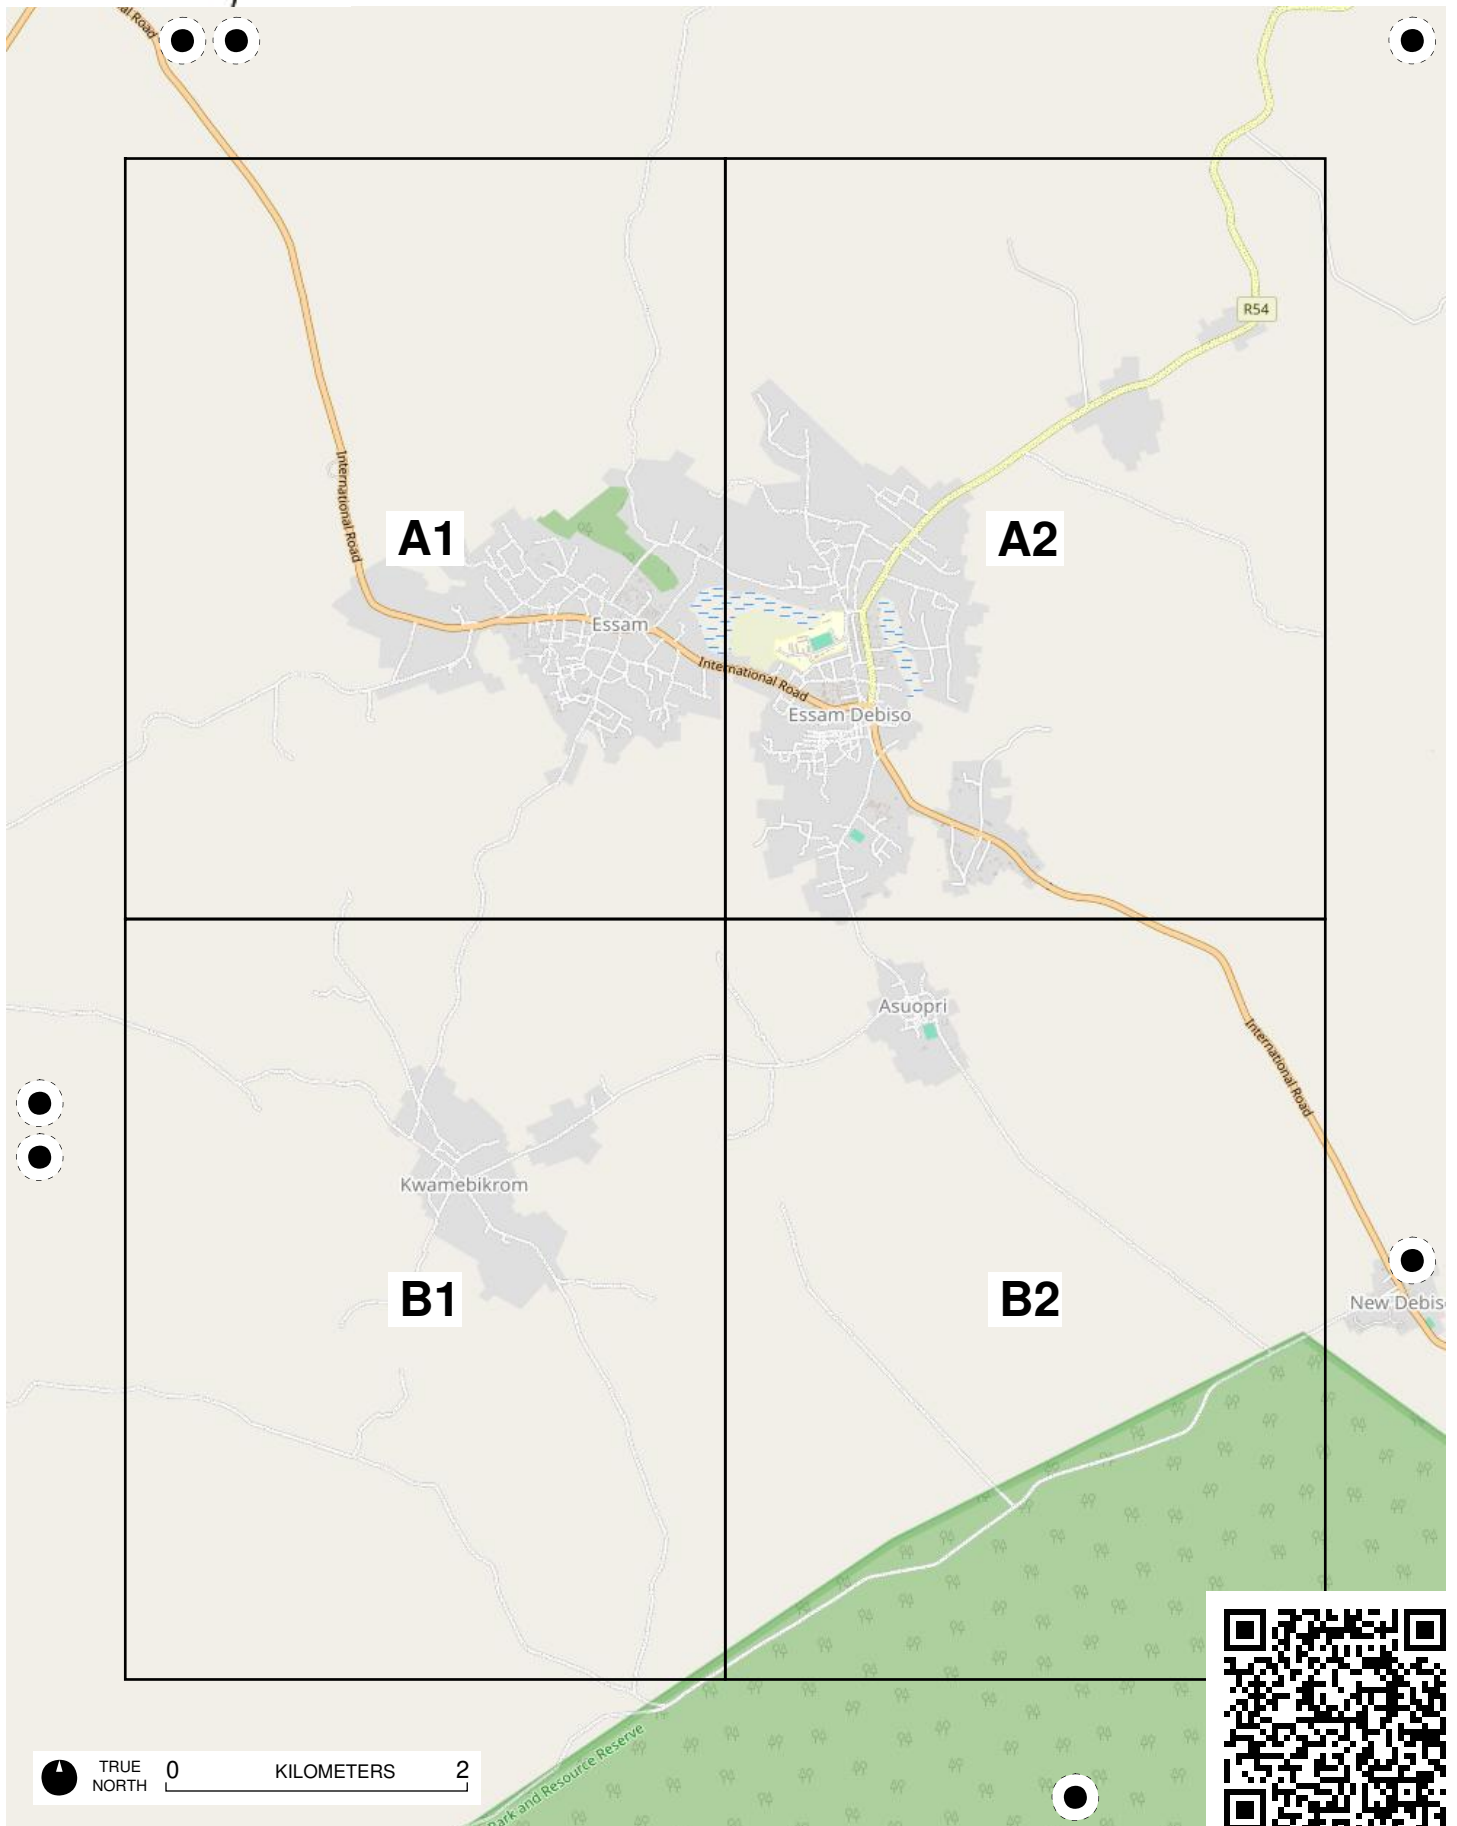 Road
R54
International Road
A1
A2
Essam
International Road
Essam Debiso
Asuopri
International Road
Kwamebikrom
B1
B2
New Debis
TRUE NORTH
0 KILOMETERS 2
Park and Resource Reserve